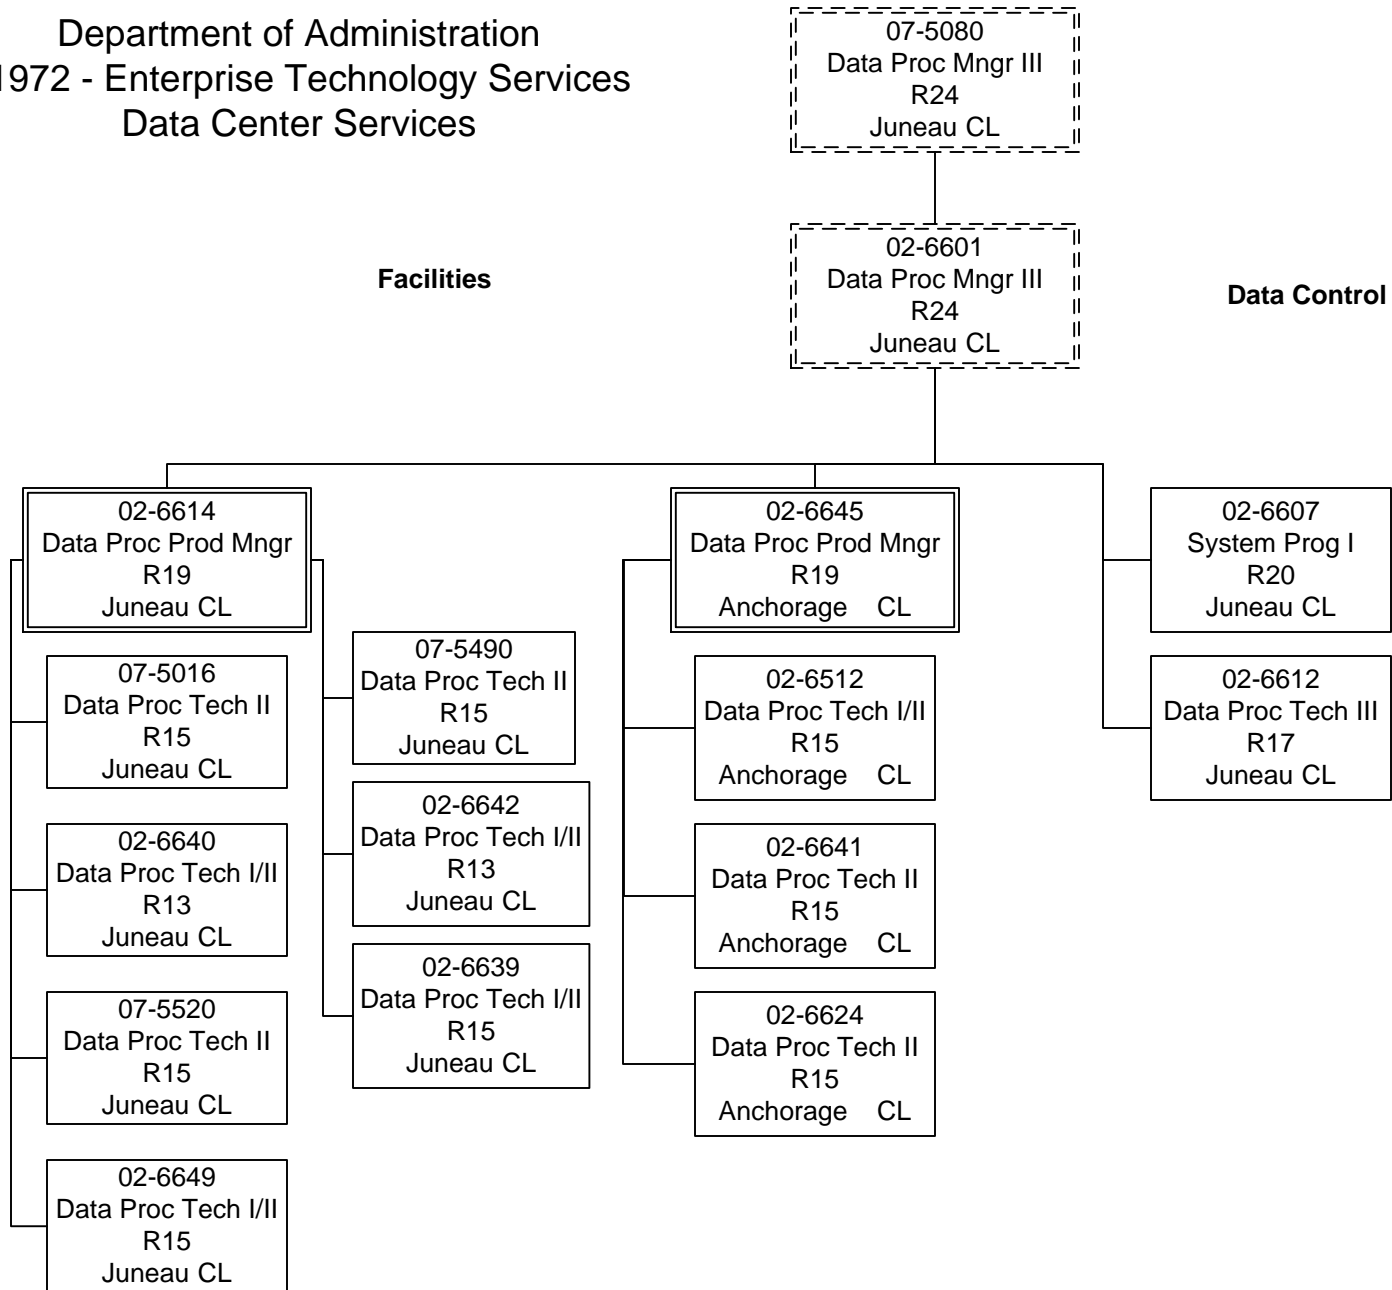 Department of Administration
1972 - Enterprise Technology Services
Data Center Services
07-5080
Data Proc Mngr III
R24
Juneau CL
02-6601
Data Proc Mngr III
R24
Juneau CL
Facilities
Data Control
02-6614
Data Proc Prod Mngr
R19
Juneau CL
07-5016
Data Proc Tech II
R15
Juneau CL
02-6640
Data Proc Tech I/II
R13
Juneau CL
07-5520
Data Proc Tech II
R15
Juneau CL
02-6649
Data Proc Tech I/II
R15
Juneau CL
07-5490
Data Proc Tech II
R15
Juneau CL
02-6642
Data Proc Tech I/II
R13
Juneau CL
02-6639
Data Proc Tech I/II
R15
Juneau CL
02-6645
Data Proc Prod Mngr
R19
Anchorage CL
02-6512
Data Proc Tech I/II
R15
Anchorage CL
02-6641
Data Proc Tech II
R15
Anchorage CL
02-6624
Data Proc Tech II
R15
Anchorage CL
02-6607
System Prog I
R20
Juneau CL
02-6612
Data Proc Tech III
R17
Juneau CL